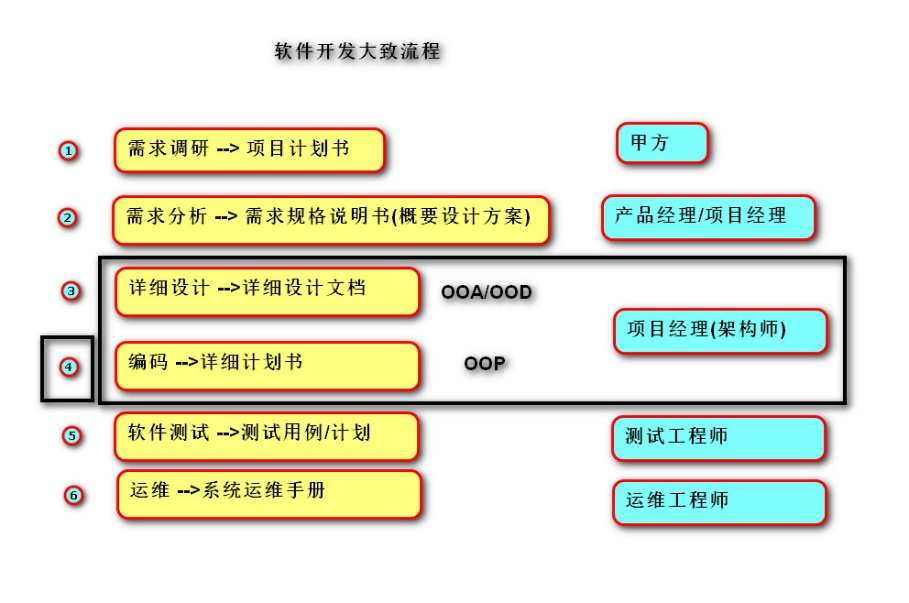 软件开发大致流程
1 需求调研 --> 项目计划书 甲方
2 需求分析 --> 需求规格说明书(概要设计方案) 产品经理/项目经理
3 详细设计 -->详细设计文档 OOA/OOD
项目经理(架构师)
4 编码 -->详细计划书 OOP
5 软件测试 -->测试用例/计划 测试工程师
6 运维 -->系统运维手册 运维工程师